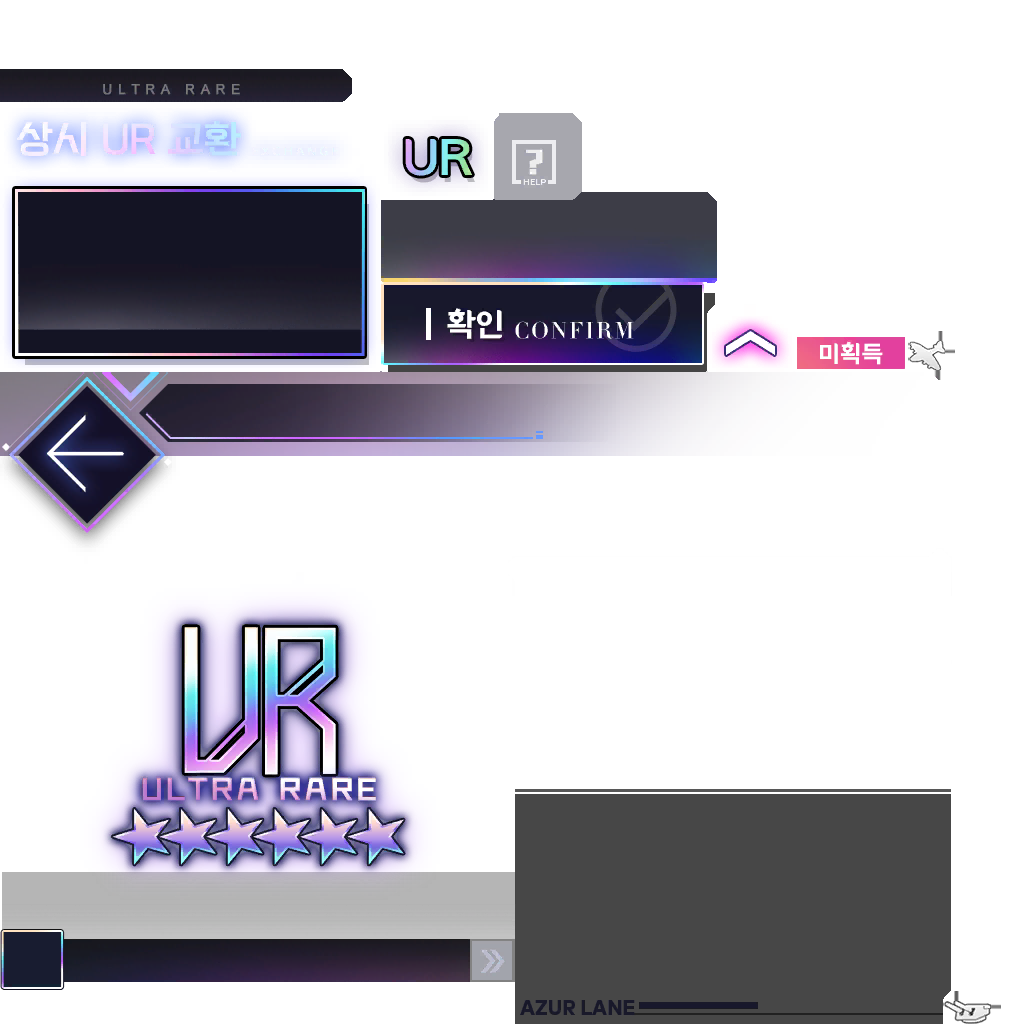 ULTRA RARE
상시 UR 교환
UR
?
HELP
확인 CONFIRM
미획득
UR
ULTRA RARE
AZUR LANE